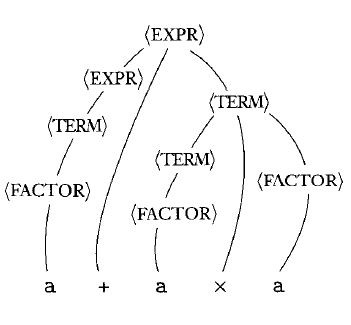 ⟨EXPR⟩
⟨EXPR⟩
⟨TERM⟩
⟨TERM⟩
⟨TERM⟩
⟨FACTOR⟩
⟨FACTOR⟩
⟨FACTOR⟩
a + a × a